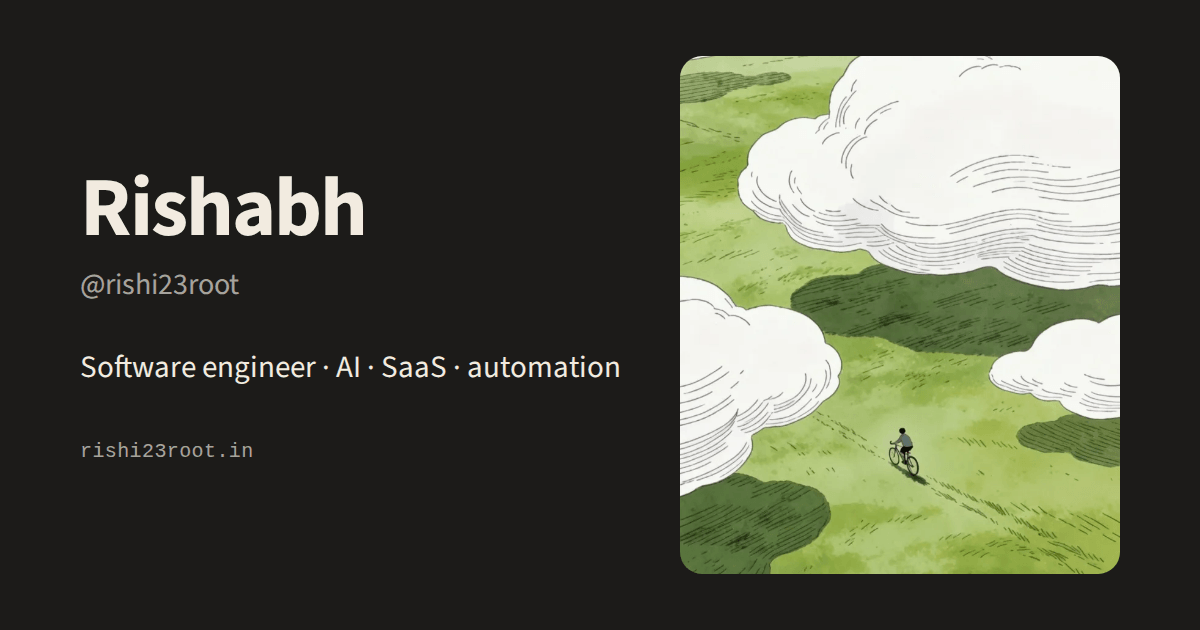 Rishabh
@rishi23root
Software engineer · AI · SaaS · automation
rishi23root.in